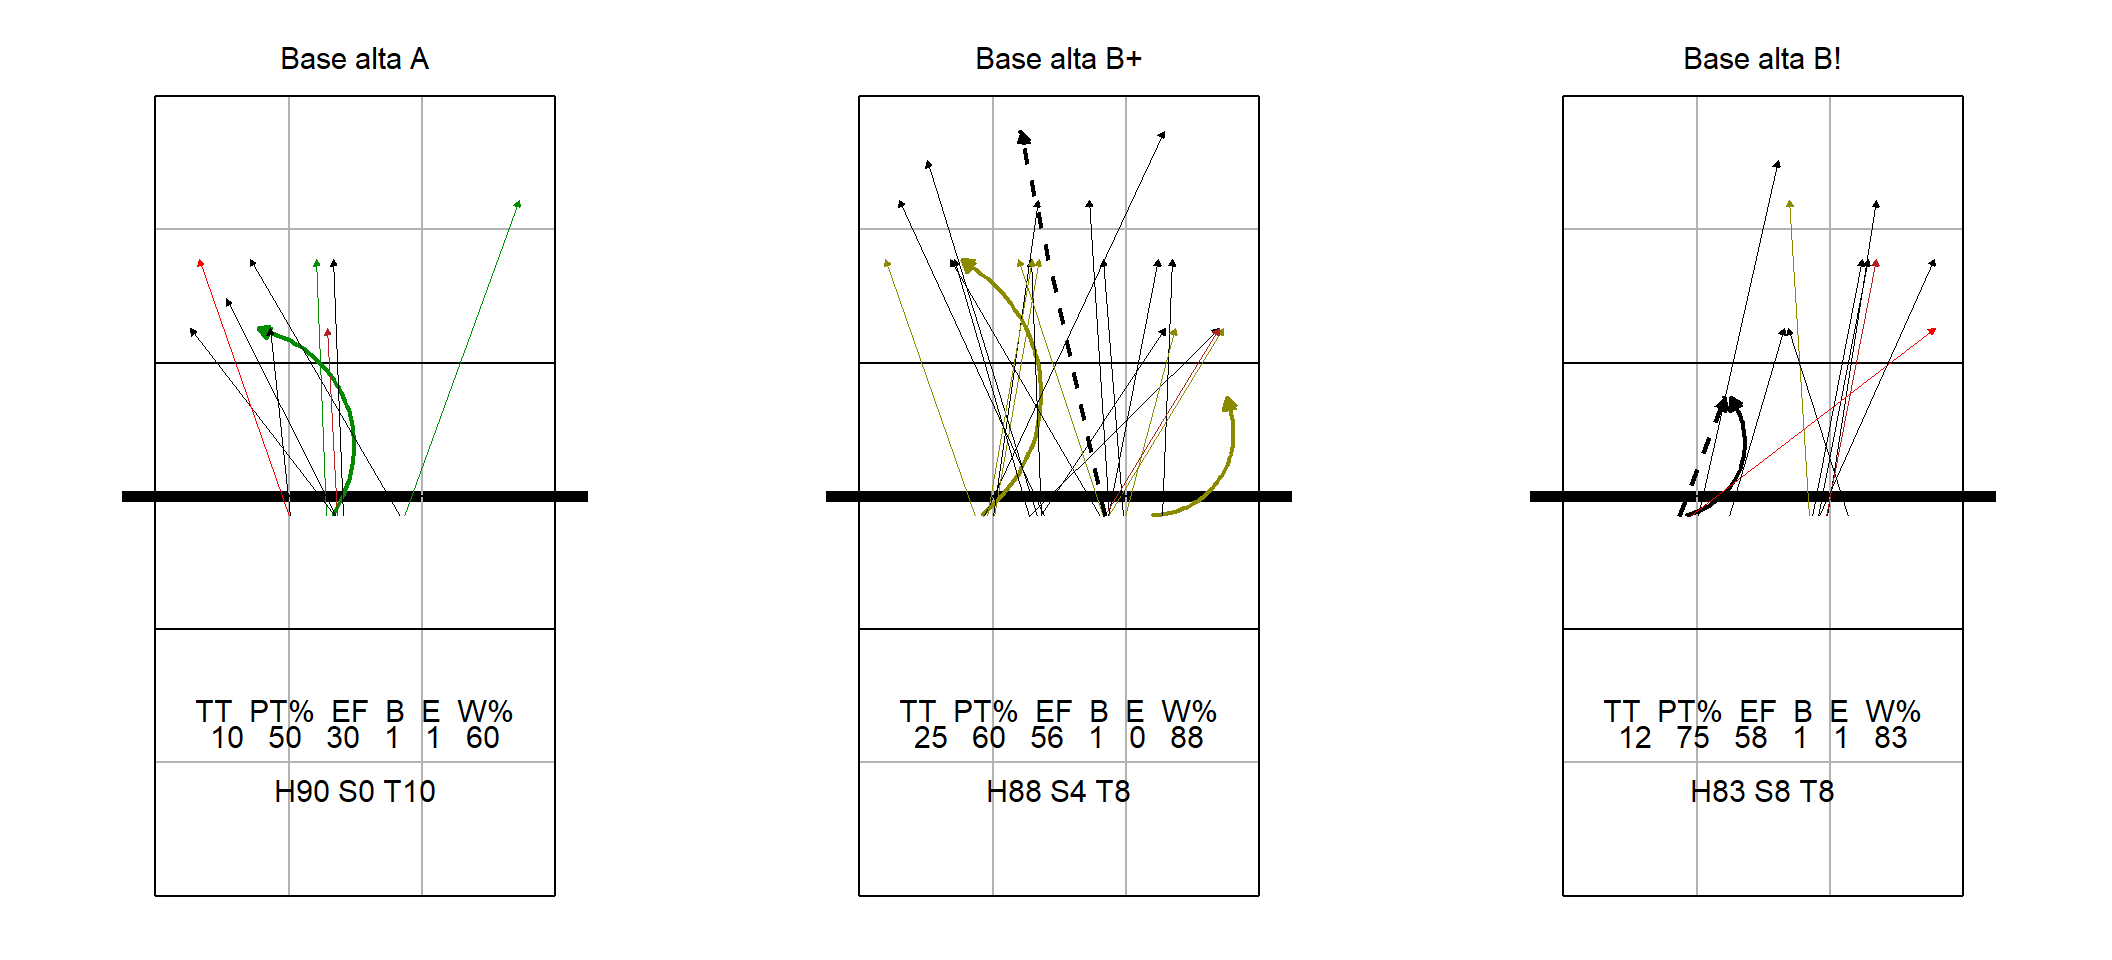 Base alta A
TT PT% EF B E W%
10 50 30 1 1 60
H90 S0 T10
Base alta B+
TT PT% EF B E W%
25 60 56 1 0 88
H88 S4 T8
Base alta B!
TT PT% EF B E W%
12 75 58 1 1 83
H83 S8 T8